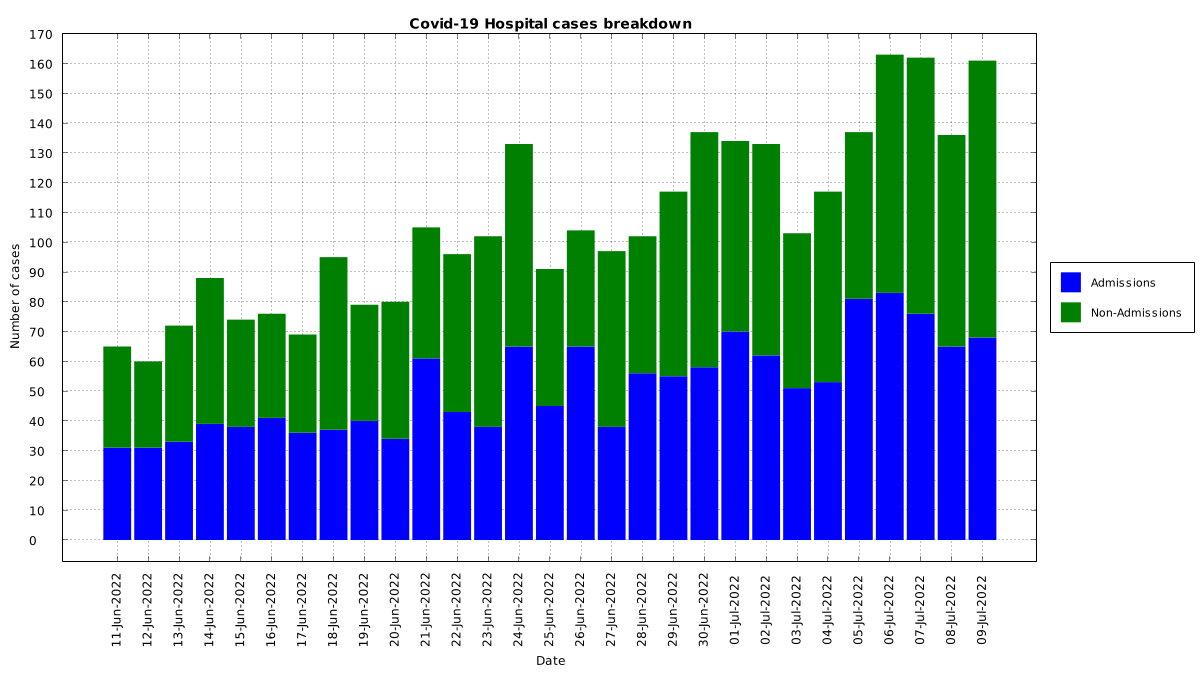 Covid-19 Hospital cases breakdown
170
160
150
140
130
120
110
100
90
80
70
60
50
40
30
20
10
0
Number of cases
11-Jun-2022
12-Jun-2022
13-Jun-2022
14-Jun-2022
15-Jun-2022
16-Jun-2022
17-Jun-2022
18-Jun-2022
19-Jun-2022
20-Jun-2022
21-Jun-2022
22-Jun-2022
23-Jun-2022
24-Jun-2022
25-Jun-2022
26-Jun-2022
27-Jun-2022
28-Jun-2022
29-Jun-2022
30-Jun-2022
01-Jul-2022
02-Jul-2022
03-Jul-2022
04-Jul-2022
05-Jul-2022
06-Jul-2022
07-Jul-2022
08-Jul-2022
09-Jul-2022
Date
Admissions
Non-Admissions